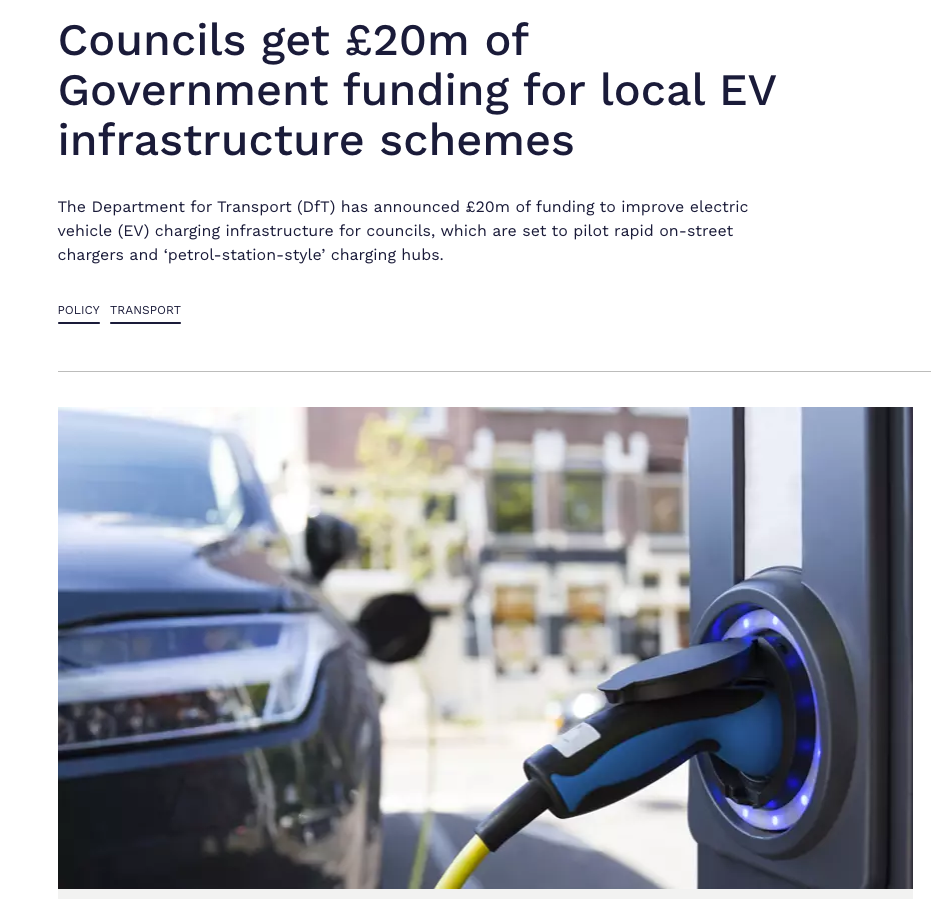 Councils get £20m of
Government funding for local EV
infrastructure schemes
The Department for Transport (DfT) has announced £20m of funding to improve electric
vehicle (EV) charging infrastructure for councils, which are set to pilot rapid on-street
chargers and ‘petrol-station-style’ charging hubs.
POLICY TRANSPORT